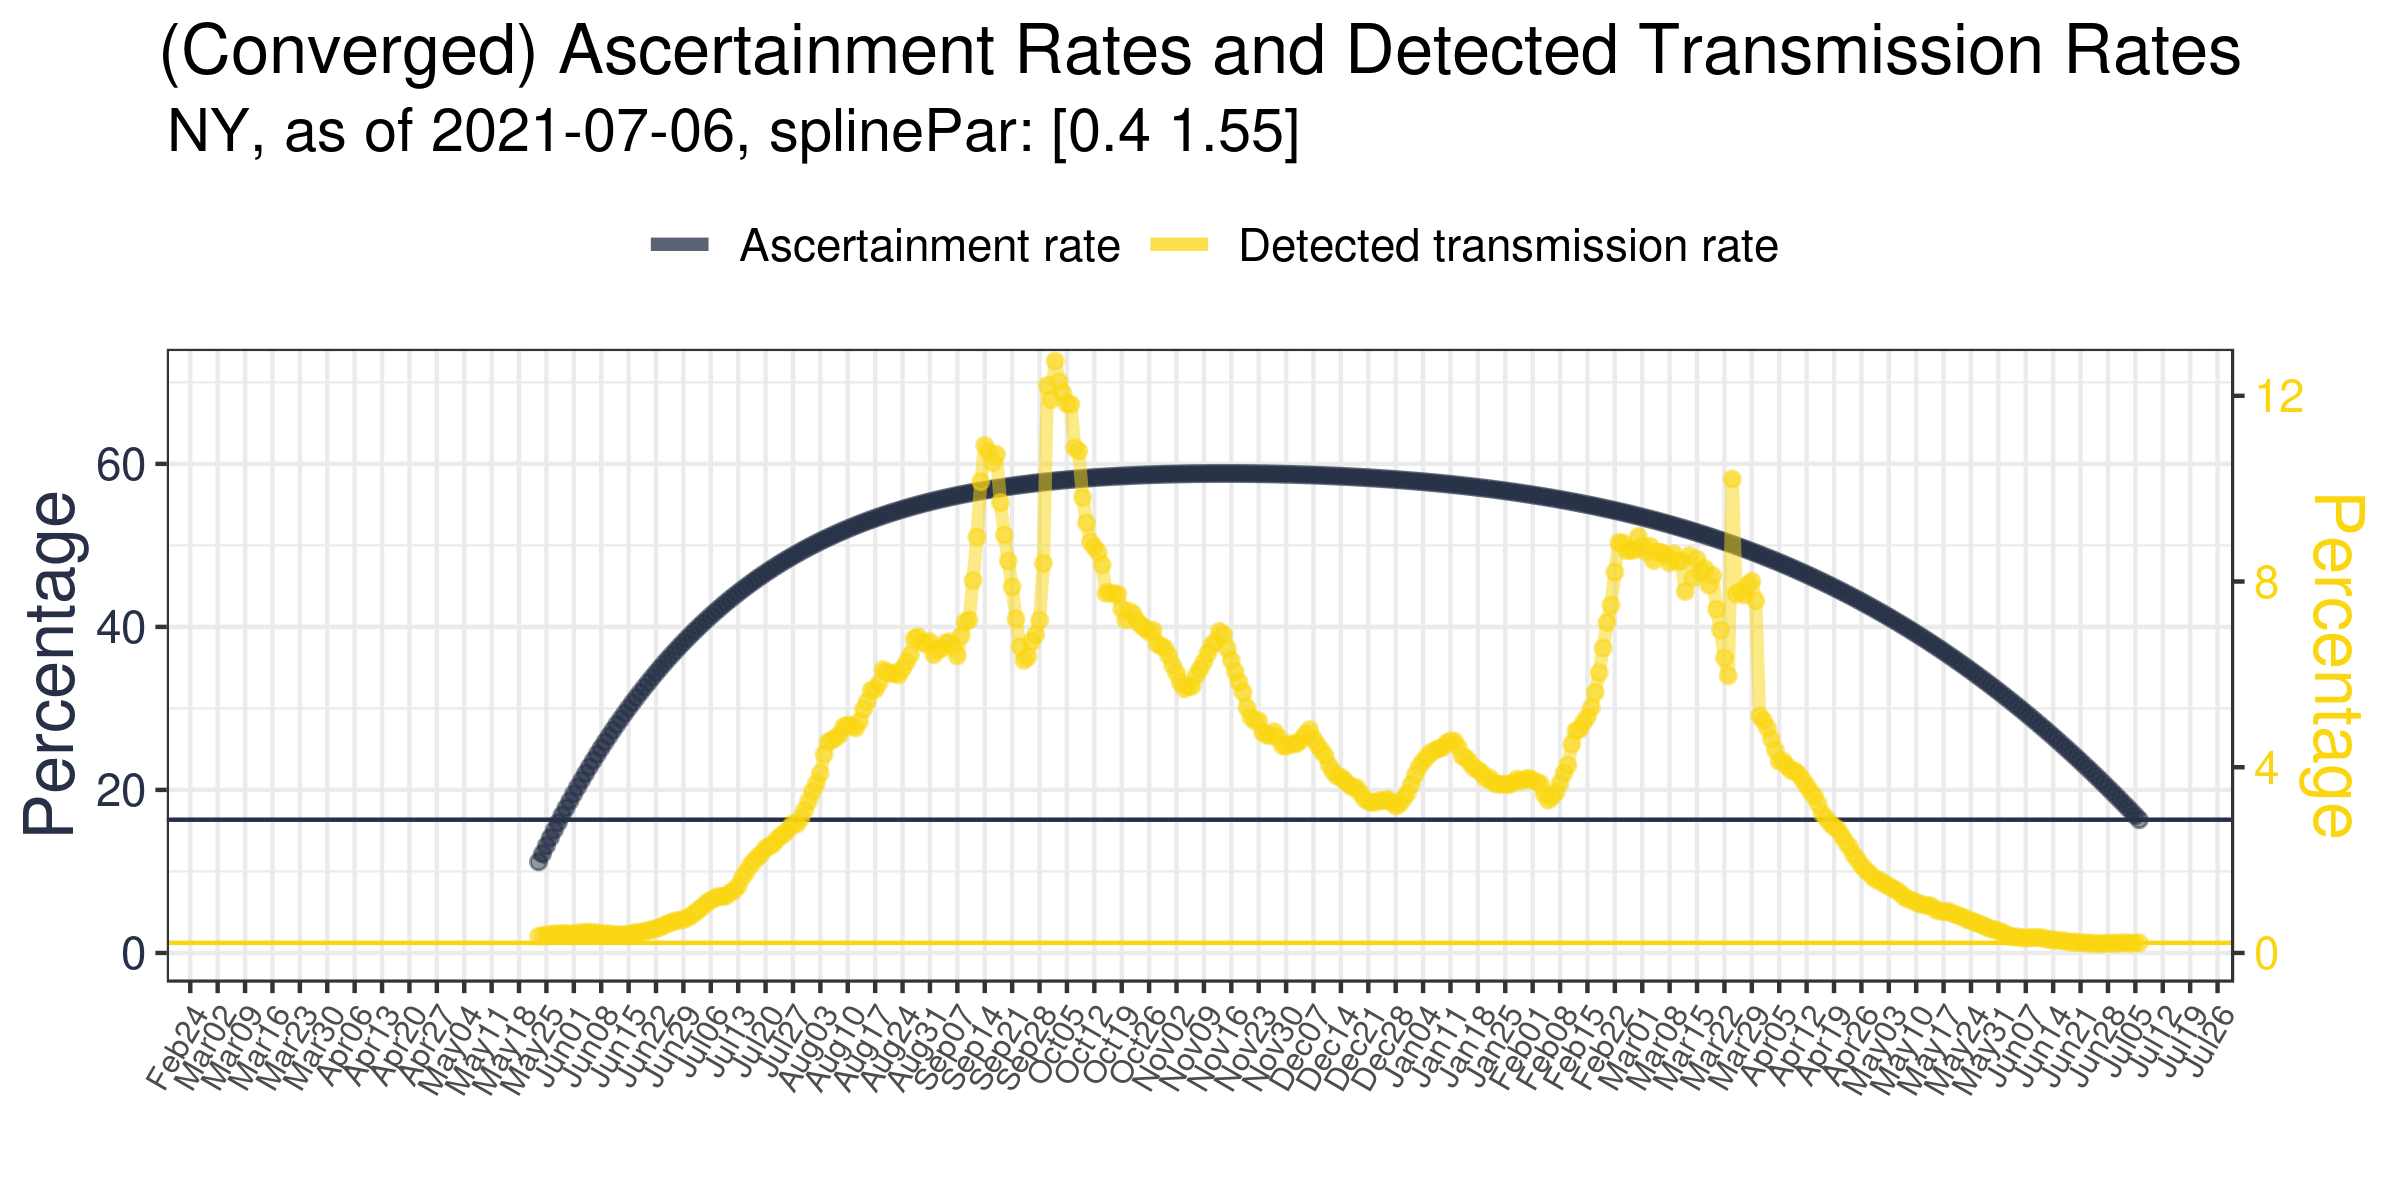 (Converged) Ascertainment Rates and Detected Transmission Rates
NY, as of 2021-07-06, splinePar: [0.4 1.55]
Ascertainment rate
Detected transmission rate
Percentage
60
40
20
0
12
8
4
0
Percentage
Feb24
Mar02
Mar09
Mar16
Mar23
Mar30
Apr06
Apr13
Apr20
Apr27
May04
May11
May18
May25
Jun01
Jun08
Jun15
Jun22
Jun29
Jul06
Jul13
Jul20
Jul27
Aug03
Aug10
Aug17
Aug24
Aug31
Sep07
Sep14
Sep21
Sep28
Oct05
Oct12
Oct19
Oct26
Nov02
Nov09
Nov16
Nov23
Nov30
Dec07
Dec14
Dec21
Dec28
Jan04
Jan11
Jan18
Jan25
Feb01
Feb08
Feb15
Feb22
Mar01
Mar08
Mar15
Mar22
Mar29
Apr05
Apr12
Apr19
Apr26
May03
May10
May17
May24
May31
Jun07
Jun14
Jun21
Jun28
Jul05
Jul12
Jul19
Jul26